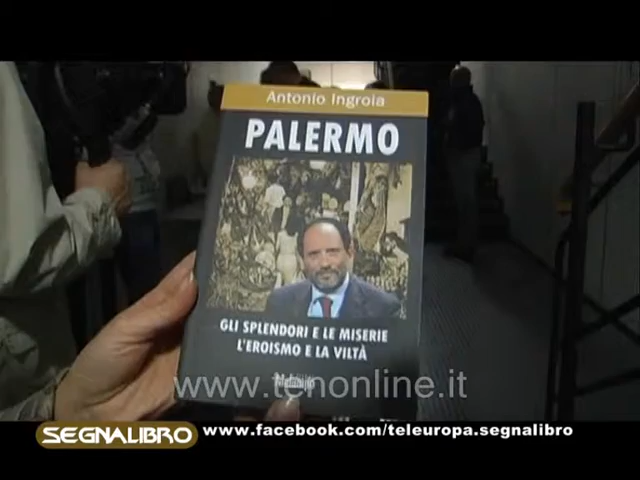 Antonio Ingroia
PALERMO
GLI SPLENDORI E LE MISERIE
L'EROISMO E LA VILTÀ
Melampo
www.tenonline.it
SEGNALIBRO www.facebook.com/teleuropa.segnalibro